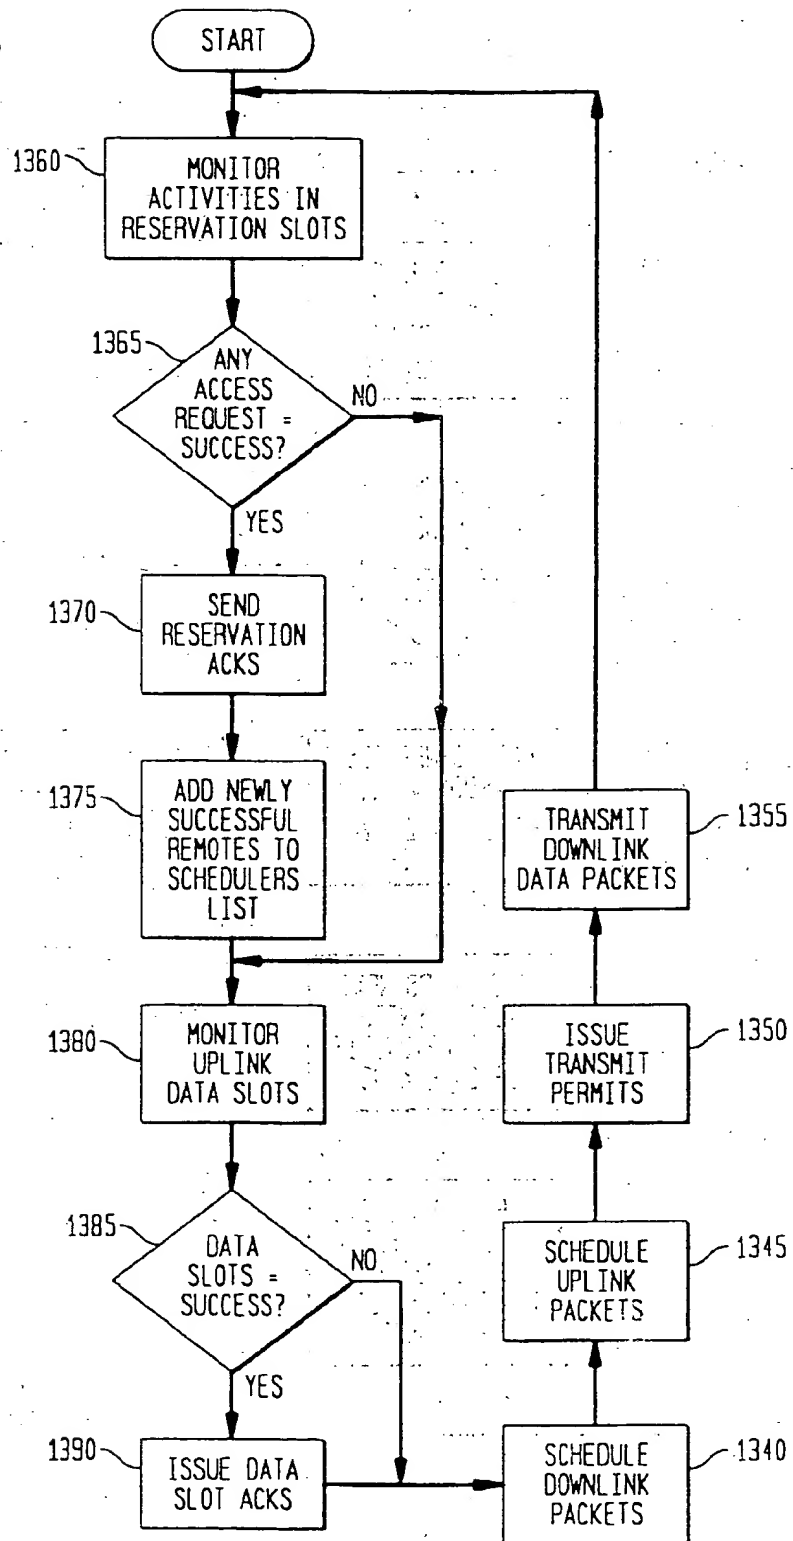 START
1360
MONITOR
ACTIVITIES IN
RESERVATION SLOTS
1365
ANY
ACCESS
REQUEST =
SUCCESS?
NO
YES
1370
SEND
RESERVATION
ACKS
1375
ADD NEWLY
SUCCESSFUL
REMOTES TO
SCHEDULERS
LIST
1380
MONITOR
UPLINK
DATA SLOTS
1385
DATA
SLOTS =
SUCCESS?
NO
YES
1390
ISSUE DATA
SLOT ACKS
SCHEDULE
DOWNLINK
PACKETS
1340
SCHEDULE
UPLINK
PACKETS
1345
ISSUE
TRANSMIT
PERMITS
1350
TRANSMIT
DOWNLINK
DATA PACKETS
1355